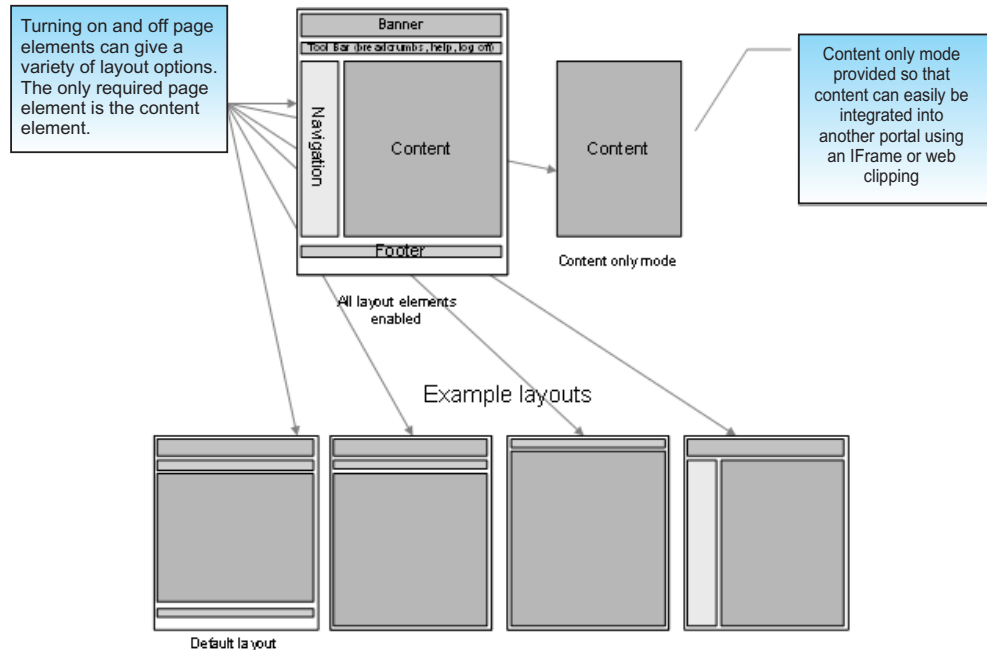 Turning on and off page
elements can give a
variety of layout options.
The only required page
element is the content
element.
Banner
Tool Bar (breadcrumbs, help, log off)
Navigation
Content
Footer
All layout elements
enabled
Content
Content only mode
Content only mode
provided so that
content can easily be
integrated into
another portal using
an IFrame or web
clipping
Example layouts
Default layout